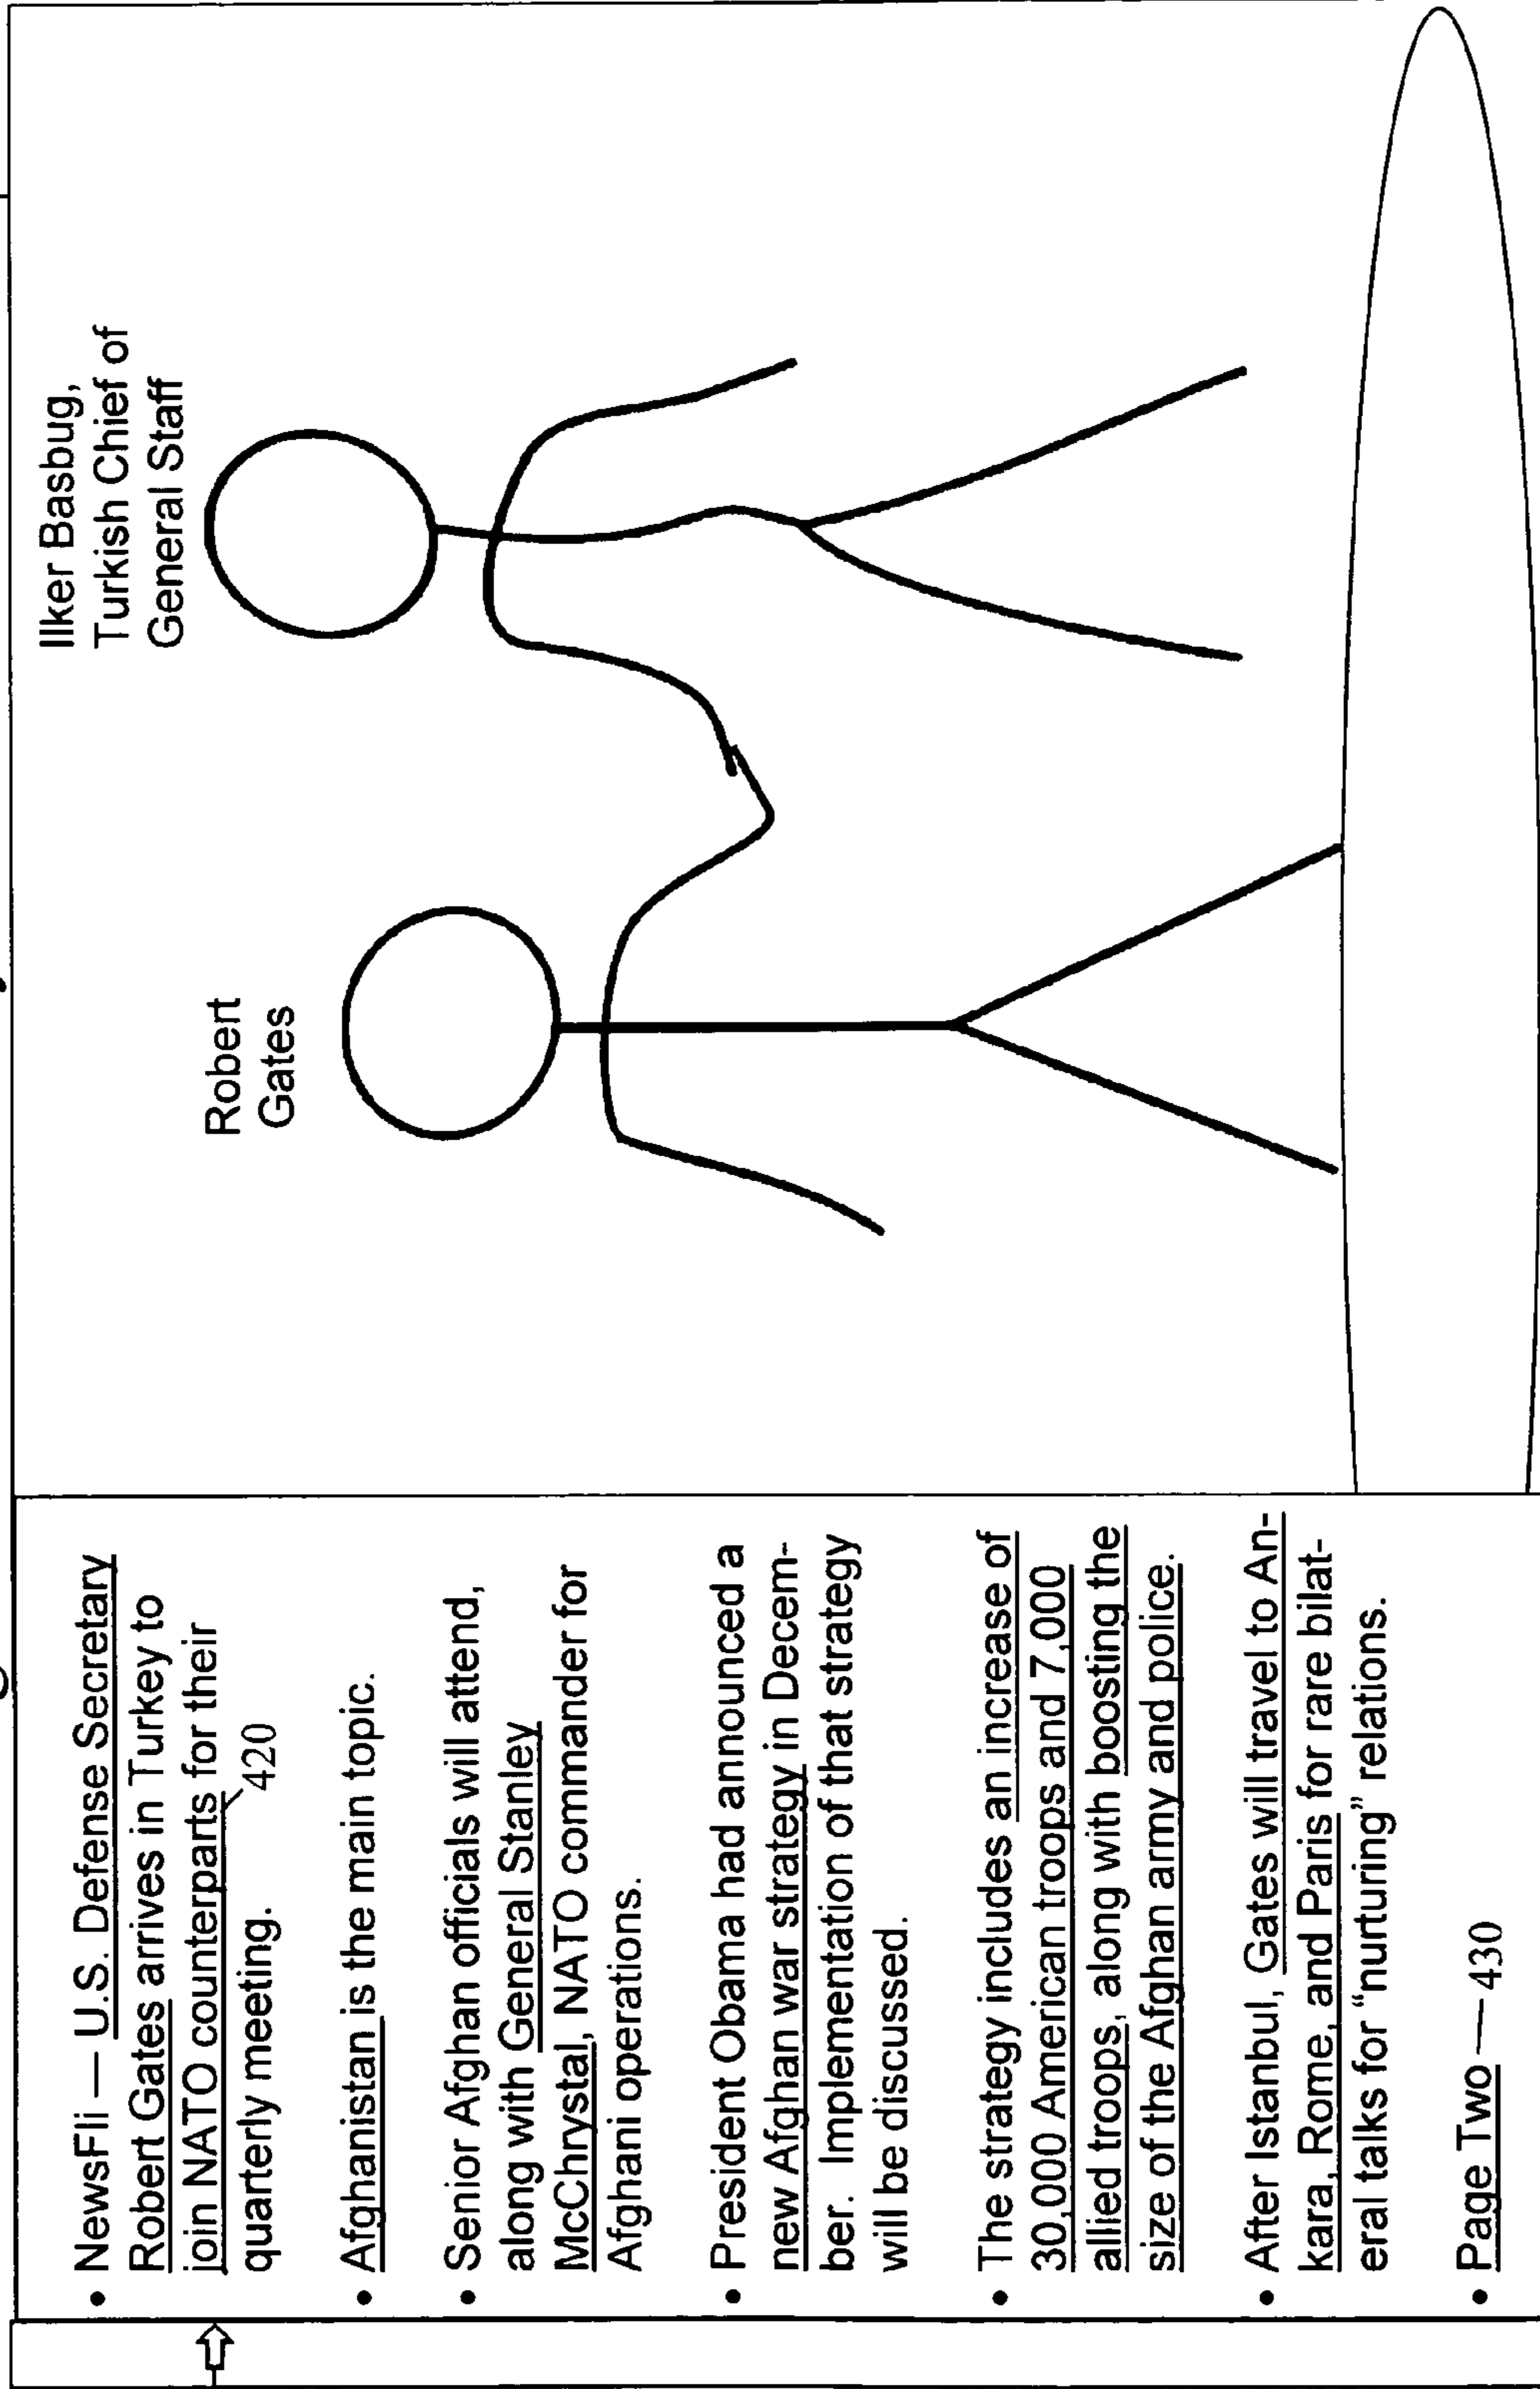 • NewsFli — U.S. Defense Secretary
Robert Gates arrives in Turkey to
join NATO counterparts for their
420
quarterly meeting.
• Afghanistan is the main topic.
• Senior Afghan officials will attend,
along with General Stanley
McChrystal, NATO commander for
Afghani operations.
• President Obama had announced a
new Afghan war strategy in Decem-
ber. Implementation of that strategy
will be discussed.
• The strategy includes an increase of
30,000 American troops and 7,000
allied troops, along with boosting the
size of the Afghan army and police.
• After Istanbul, Gates will travel to An-
kara, Rome, and Paris for rare bilat-
eral talks for “nurturing” relations.
• Page Two — 430
Robert
Gates
Ilker Basbug,
Turkish Chief of
General Staff